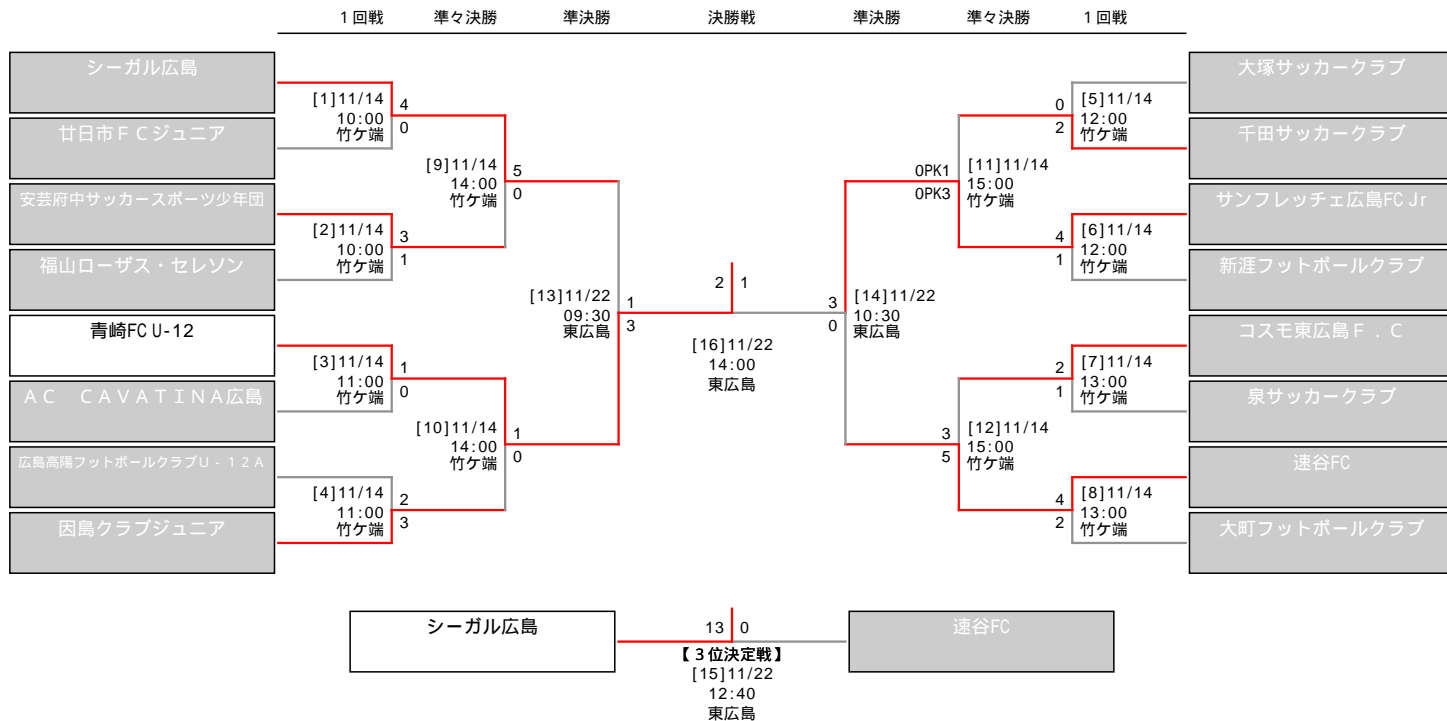 1回戦 準々決勝 準決勝 決勝戦 準決勝 準々決勝 1回戦
シーガル広島
廿日市ＦＣジュニア
安芸府中サッカースポーツ少年団
福山ローザス・セレソン
青崎FC U-12
ＡＣ　ＣＡＶＡＴＩＮＡ広島
広島高陽フットボールクラブＵ‐１２Ａ
因島クラブジュニア
[1]11/14
10:00
竹ケ端
4
0
[2]11/14
10:00
竹ケ端
3
1
[3]11/14
11:00
竹ケ端
1
0
[4]11/14
11:00
竹ケ端
2
3
[9]11/14
14:00
竹ケ端
5
0
[10]11/14
14:00
竹ケ端
1
0
[13]11/22
09:30
東広島
1
3
2 1
[16]11/22
14:00
東広島
3
0
[14]11/22
10:30
東広島
0PK1
0PK3
[11]11/14
15:00
竹ケ端
3
5
[12]11/14
15:00
竹ケ端
0
2
[5]11/14
12:00
竹ケ端
4
1
[6]11/14
12:00
竹ケ端
2
1
[7]11/14
13:00
竹ケ端
4
2
[8]11/14
13:00
竹ケ端
大塚サッカークラブ
千田サッカークラブ
サンフレッチェ広島FC Jr
新涯フットボールクラブ
コスモ東広島Ｆ．Ｃ
泉サッカークラブ
速谷FC
大町フットボールクラブ
シーガル広島
13 0
速谷FC
【3位決定戦】
[15]11/22
12:40
東広島